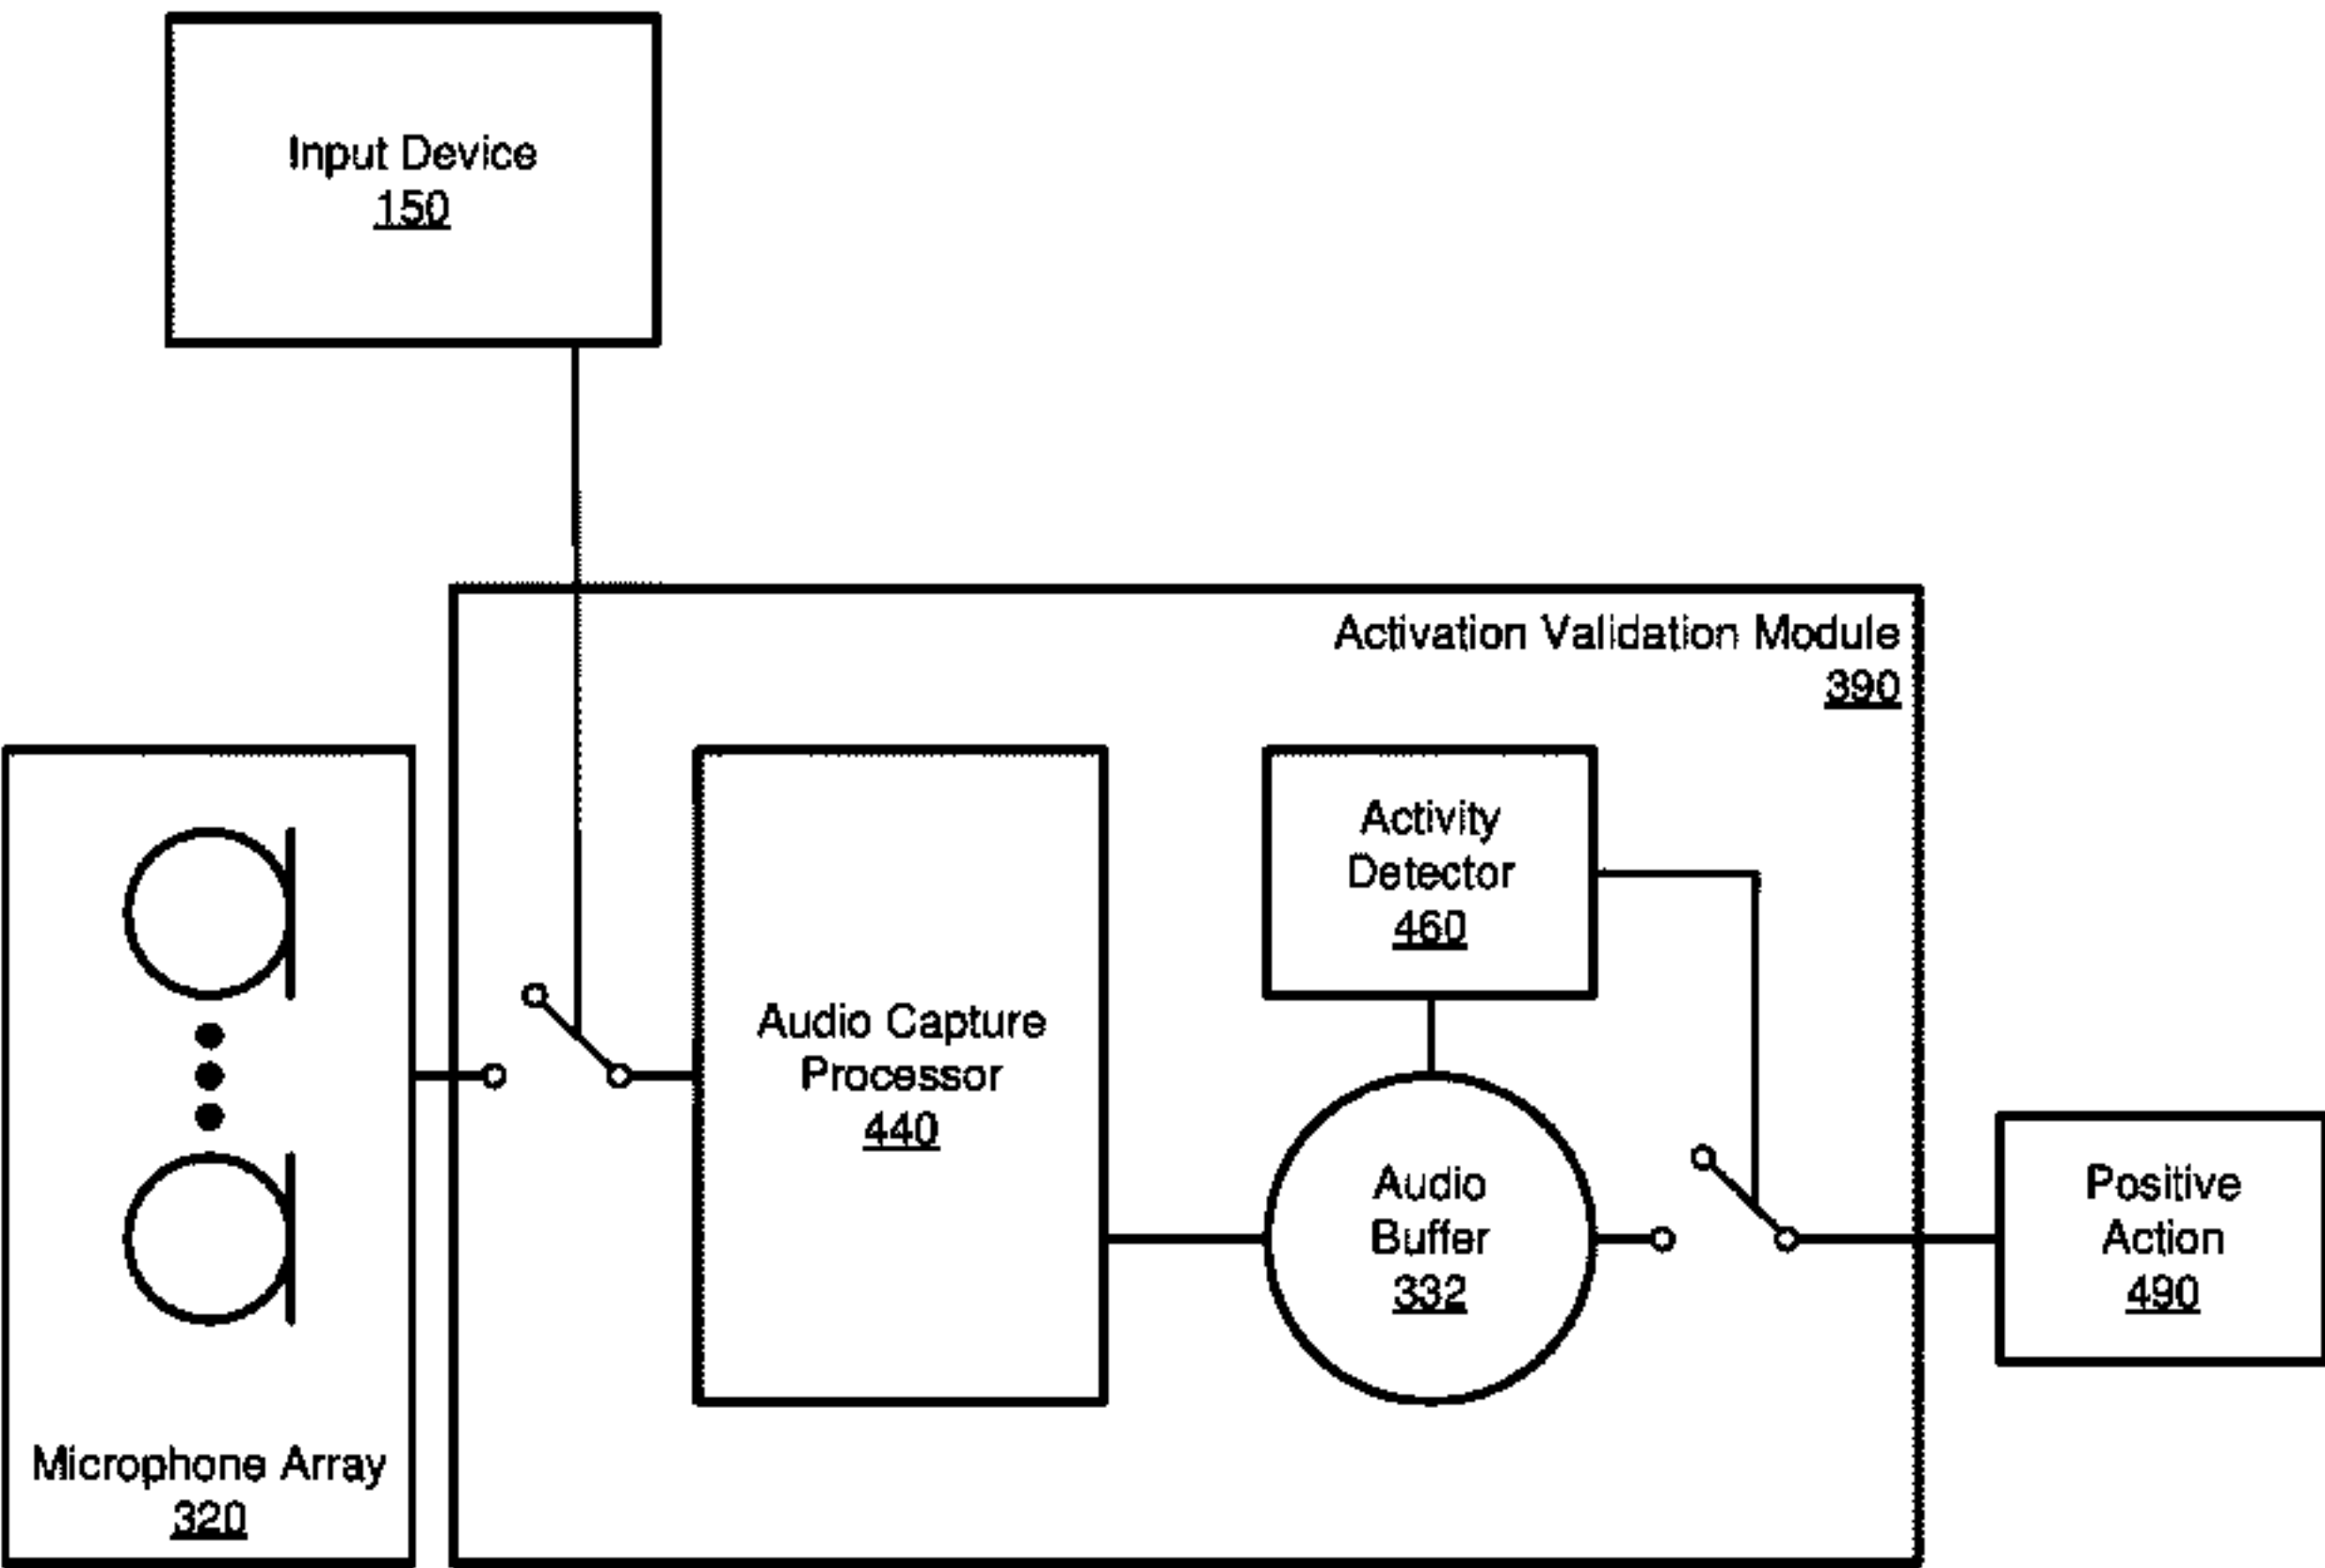 Input Device
150
Activation Validation Module
390
Activity
Detector
460
Audio Capture
Processor
440
Audio
Buffer
332
Positive
Action
490
Microphone Array
320